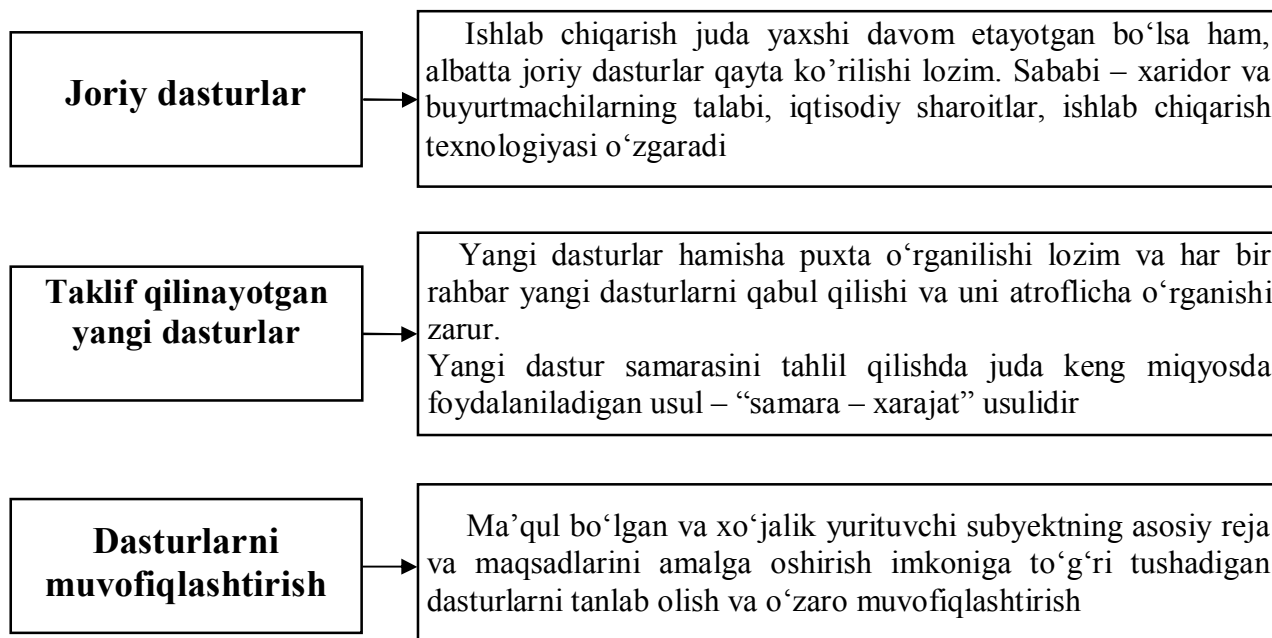 Joriy dasturlar
Ishlab chiqarish juda yaxshi davom etayotgan bo‘lsa ham,
albatta joriy dasturlar qayta ko’rilishi lozim. Sababi – xaridor va
buyurtmachilarning talabi, iqtisodiy sharoitlar, ishlab chiqarish
texnologiyasi o‘zgaradi
Taklif qilinayotgan
yangi dasturlar
Yangi dasturlar hamisha puxta o‘rganilishi lozim va har bir
rahbar yangi dasturlarni qabul qilishi va uni atroflicha o‘rganishi
zarur.
Yangi dastur samarasini tahlil qilishda juda keng miqyosda
foydalaniladigan usul – “samara – xarajat” usulidir
Dasturlarni
muvofiqlashtirish
Ma’qul bo‘lgan va xo‘jalik yurituvchi subyektning asosiy reja
va maqsadlarini amalga oshirish imkoniga to‘g‘ri tushadigan
dasturlarni tanlab olish va o‘zaro muvofiqlashtirish